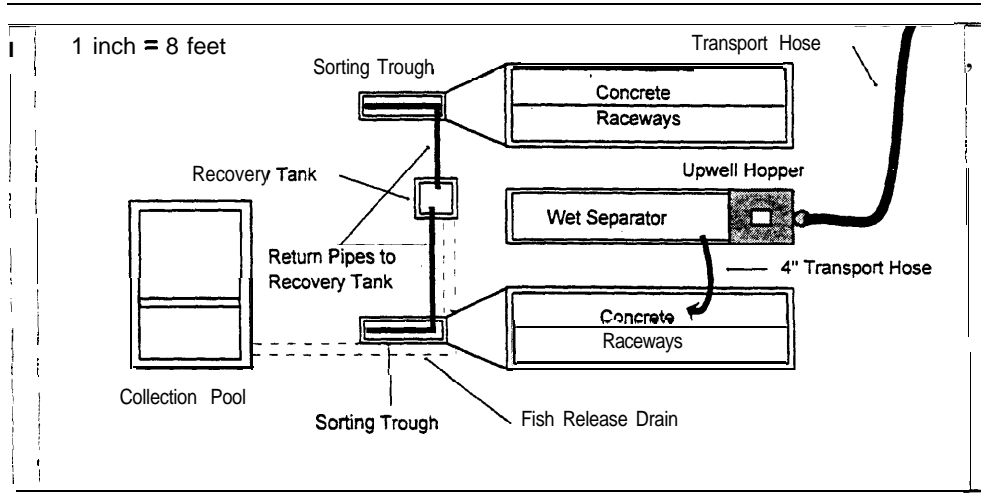 1 inch = 8 feet
Transport Hose
Sorting Trough
Concrete
Raceways
Upwell Hopper
Recovery Tank
Wet Separator
Return Pipes to
Recovery Tank
4" Transport Hose
Concrete
Raceways
Collection Pool
Sorting Trough
Fish Release Drain